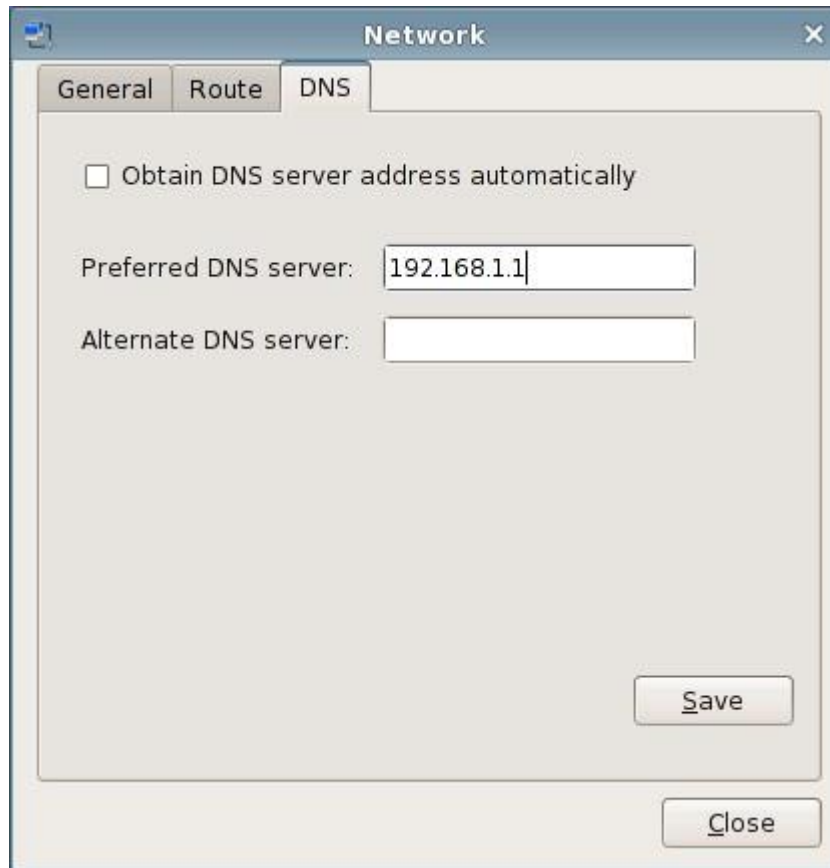 Network
General Route DNS
Obtain DNS server address automatically
Preferred DNS server: 192.168.1.1
Alternate DNS server:
Save
Close